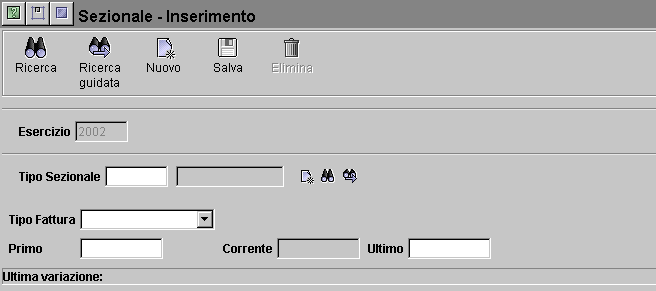 Sezionale - Inserimento
Ricerca Ricerca guidata Nuovo Salva Elimina
Esercizio 2002
Tipo Sezionale
Tipo Fattura
Primo Corrente Ultimo
Ultima variazione: